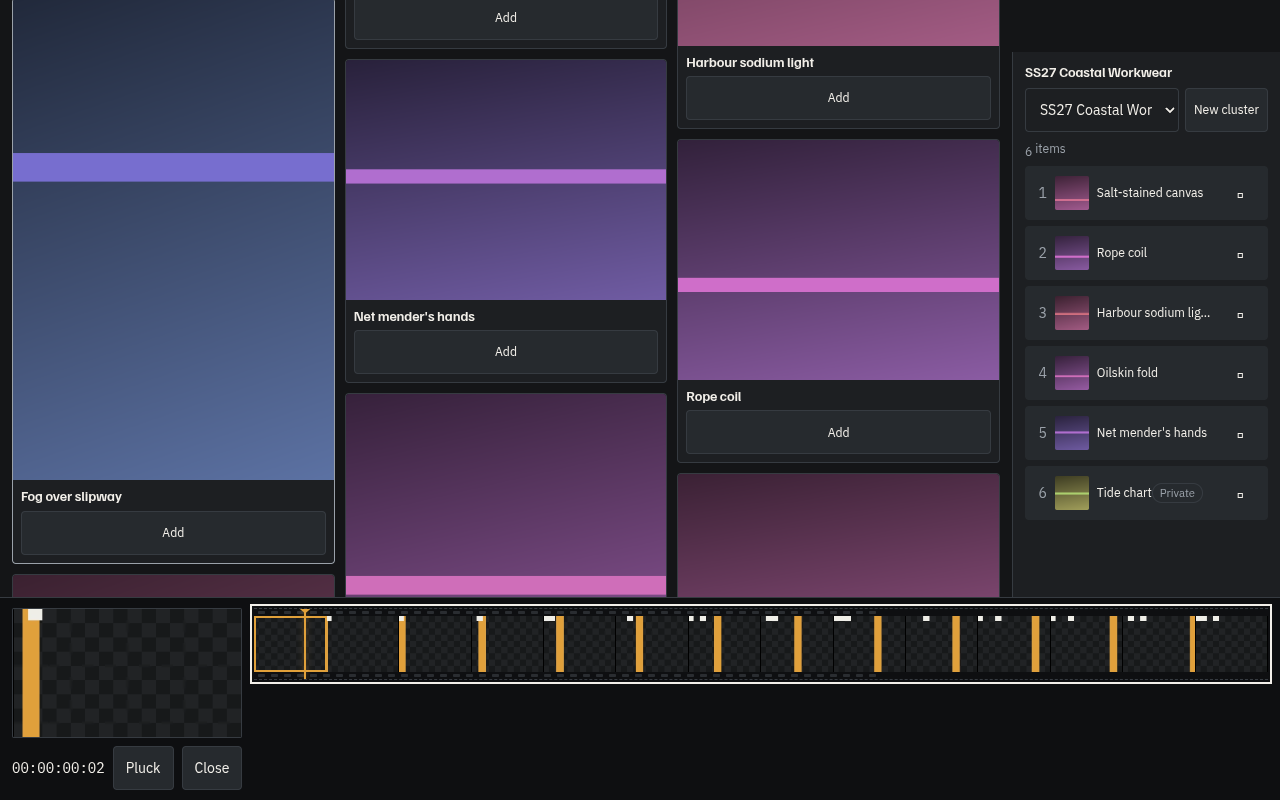 Add
Harbour sodium light
Add
Net mender's hands
Add
Rope coil
Add
Fog over slipway
Add
SS27 Coastal Workwear
SS27 Coastal Wor
New cluster
6 items
1 Salt-stained canvas
2 Rope coil
3 Harbour sodium lig...
4 Oilskin fold
5 Net mender's hands
6 Tide chart Private
00:00:00:02
Pluck
Close